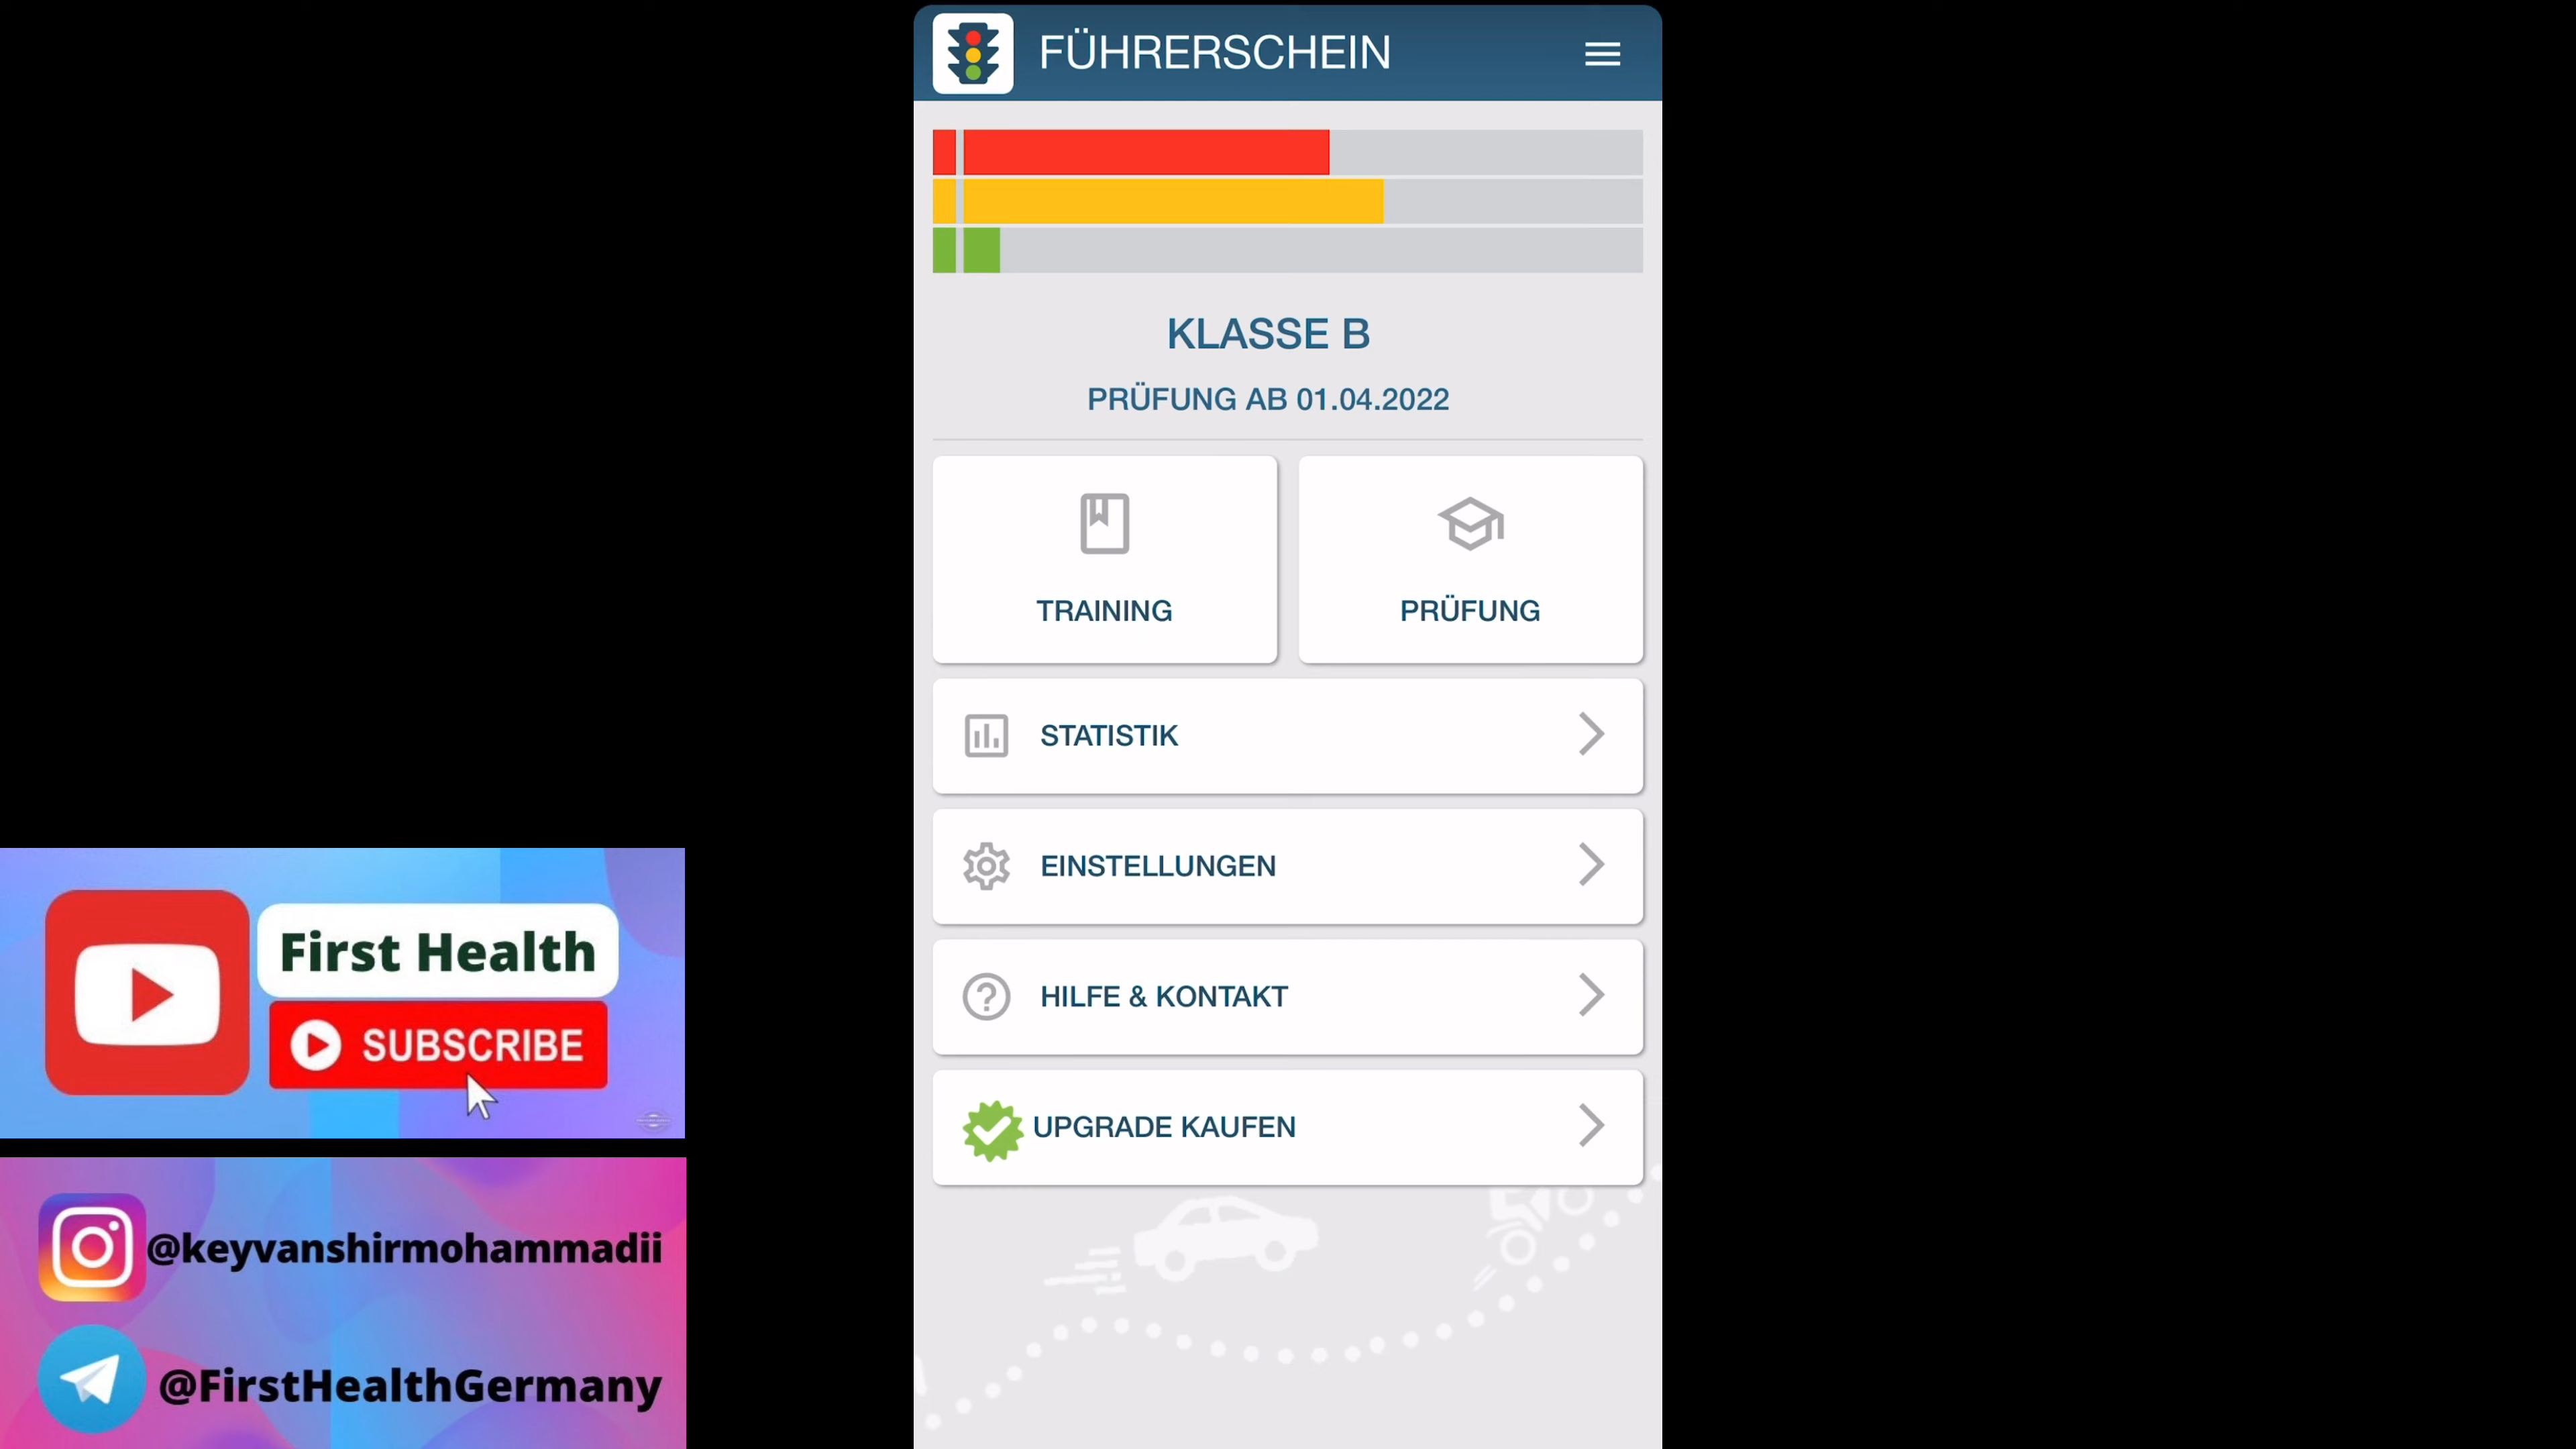 FÜHRERSCHEIN
KLASSE B
PRÜFUNG AB 01.04.2022
TRAINING
PRÜFUNG
STATISTIK
EINSTELLUNGEN
HILFE & KONTAKT
UPGRADE KAUFEN
First Health
SUBSCRIBE
@keyvanshirmohammadii
@FirstHealthGermany